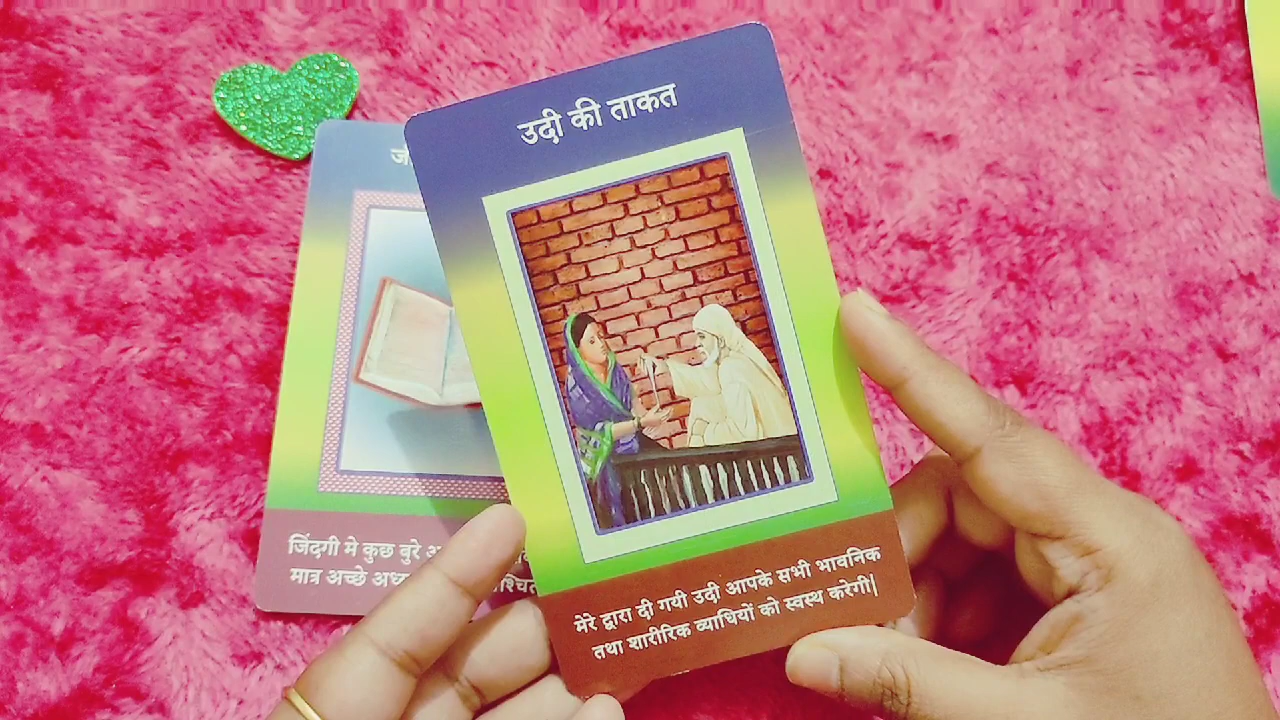 उदी की ताकत
मेरे द्वारा दी गयी उदी आपके सभी भावनिक
तथा शारीरिक व्याधियों को स्वस्थ करेगी|
जिंदगी मे कुछ बुरे
मात्र अच्छे